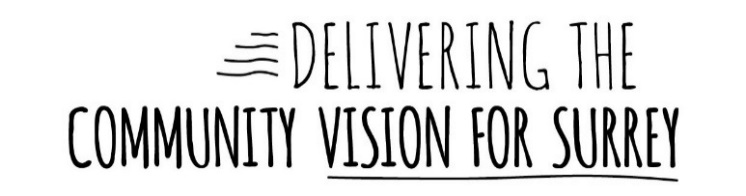 DELIVERING THE
COMMUNITY VISION FOR SURREY